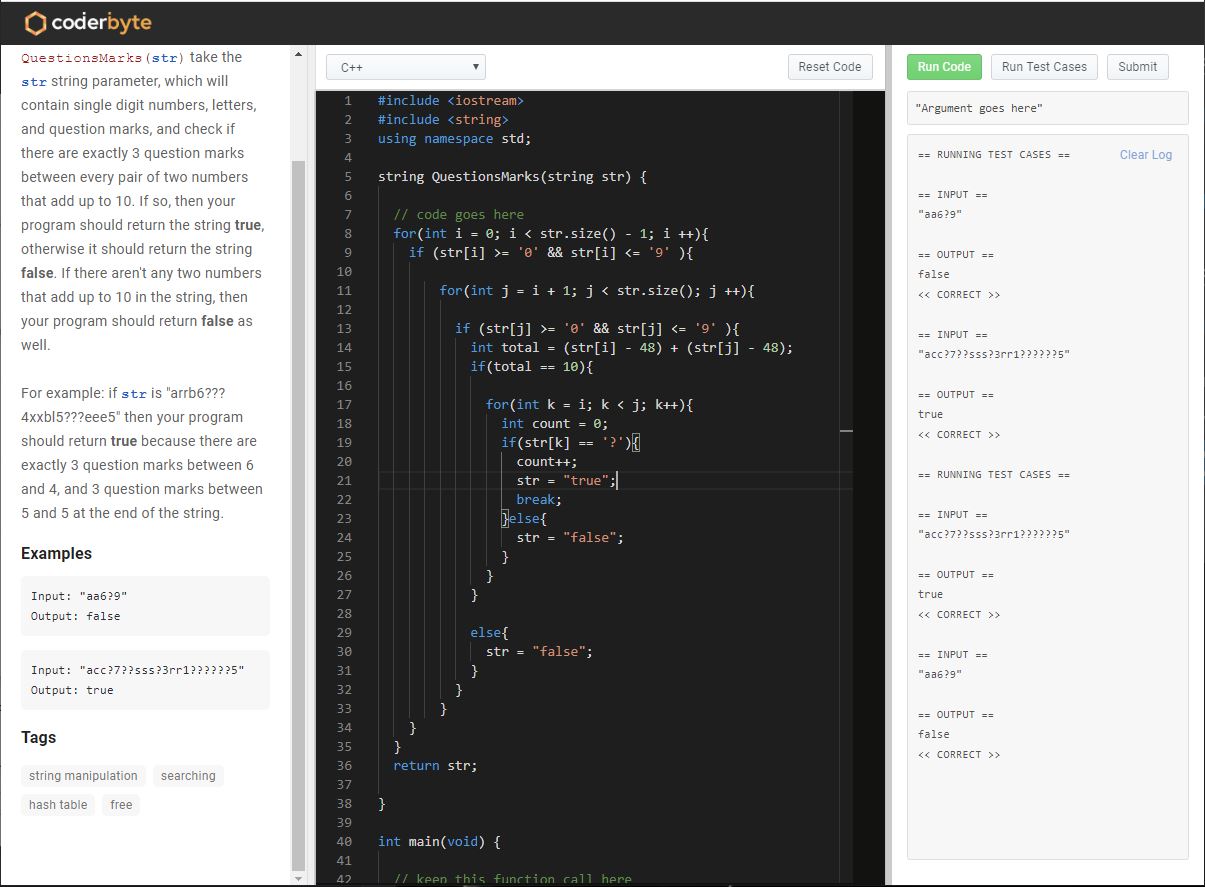 coderbyte
QuestionsMarks(str) take the
str string parameter, which will
contain single digit numbers, letters,
and question marks, and check if
there are exactly 3 question marks
between every pair of two numbers
that add up to 10. If so, then your
program should return the string true,
otherwise it should return the string
false. If there aren't any two numbers
that add up to 10 in the string, then
your program should return false as
well.
For example: if str is "arrb6???
4xxbl5???eee5" then your program
should return true because there are
exactly 3 question marks between 6
and 4, and 3 question marks between
5 and 5 at the end of the string.
Examples
Input: "aa6?9"
Output: false
Input: "acc?7??sss?3rr1??????5"
Output: true
Tags
string manipulation searching
hash table free
C++ Reset Code
1 #include <iostream>
2 #include <string>
3 using namespace std;
4
5 string QuestionsMarks(string str) {
6
7 // code goes here
8 for(int i = 0; i < str.size() - 1; i ++){
9 if (str[i] >= '0' && str[i] <= '9' ){
10
11 for(int j = i + 1; j < str.size(); j ++){
12
13 if (str[j] >= '0' && str[j] <= '9' ){
14 int total = (str[i] - 48) + (str[j] - 48);
15 if(total == 10){
16
17 for(int k = i; k < j; k++){
18 int count = 0;
19 if(str[k] == '?'){
20 count++;
21 str = "true";
22 break;
23 }else{
24 str = "false";
25 }
26 }
27 }
28
29 else{
30 str = "false";
31 }
32 }
33 }
34 }
35 }
36 return str;
37
38 }
39
40 int main(void) {
41
42 // keep this function call here
Run Code Run Test Cases Submit
"Argument goes here"
== RUNNING TEST CASES == Clear Log
== INPUT ==
"aa6?9"
== OUTPUT ==
false
<< CORRECT >>
== INPUT ==
"acc?7??sss?3rr1??????5"
== OUTPUT ==
true
<< CORRECT >>
== RUNNING TEST CASES ==
== INPUT ==
"acc?7??sss?3rr1??????5"
== OUTPUT ==
true
<< CORRECT >>
== INPUT ==
"aa6?9"
== OUTPUT ==
false
<< CORRECT >>